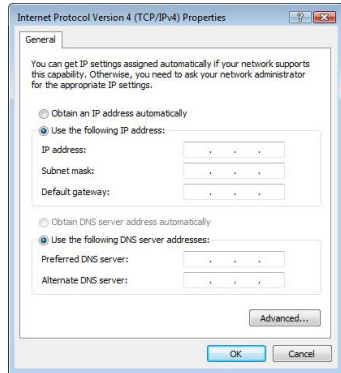 Internet Protocol Version 4 (TCP/IPv4) Properties
General
You can get IP settings assigned automatically if your network supports
this capability. Otherwise, you need to ask your network administrator
for the appropriate IP settings.
Obtain an IP address automatically
Use the following IP address:
IP address:
Subnet mask:
Default gateway:
Obtain DNS server address automatically
Use the following DNS server addresses:
Preferred DNS server:
Alternate DNS server:
Advanced...
OK Cancel